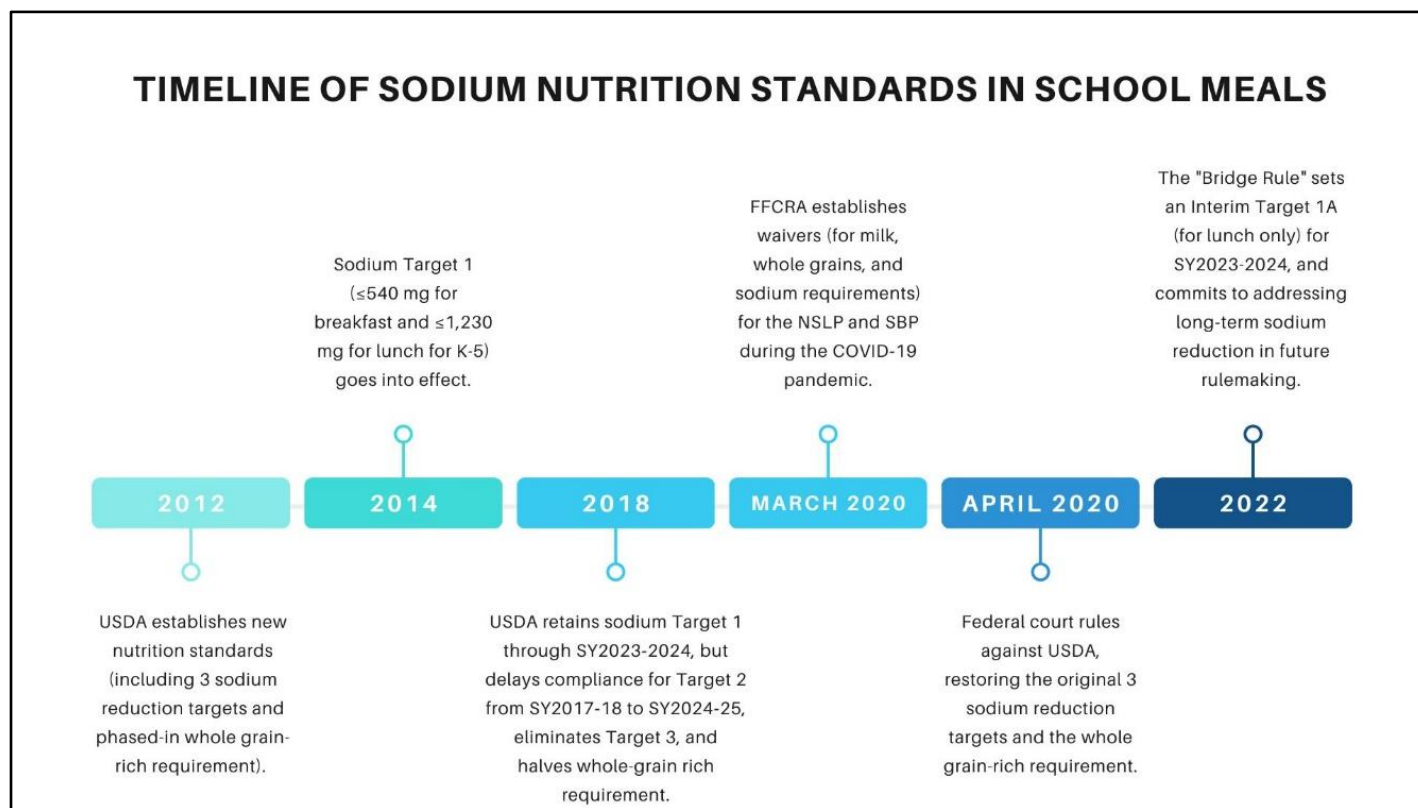 TIMELINE OF SODIUM NUTRITION STANDARDS IN SCHOOL MEALS
2012
USDA establishes new
nutrition standards
(including 3 sodium
reduction targets and
phased-in whole grain-
rich requirement).
Sodium Target 1
(≤540 mg for
breakfast and ≤1,230
mg for lunch for K-5)
goes into effect.
2014
2018
USDA retains sodium Target 1
through SY2023-2024, but
delays compliance for Target 2
from SY2017-18 to SY2024-25,
eliminates Target 3, and
halves whole-grain rich
requirement.
FFCRA establishes
waivers (for milk,
whole grains, and
sodium requirements)
for the NSLP and SBP
during the COVID-19
pandemic.
MARCH 2020
APRIL 2020
Federal court rules
against USDA,
restoring the original 3
sodium reduction
targets and the whole
grain-rich requirement.
The "Bridge Rule" sets
an Interim Target 1A
(for lunch only) for
SY2023-2024, and
commits to addressing
long-term sodium
reduction in future
rulemaking.
2022